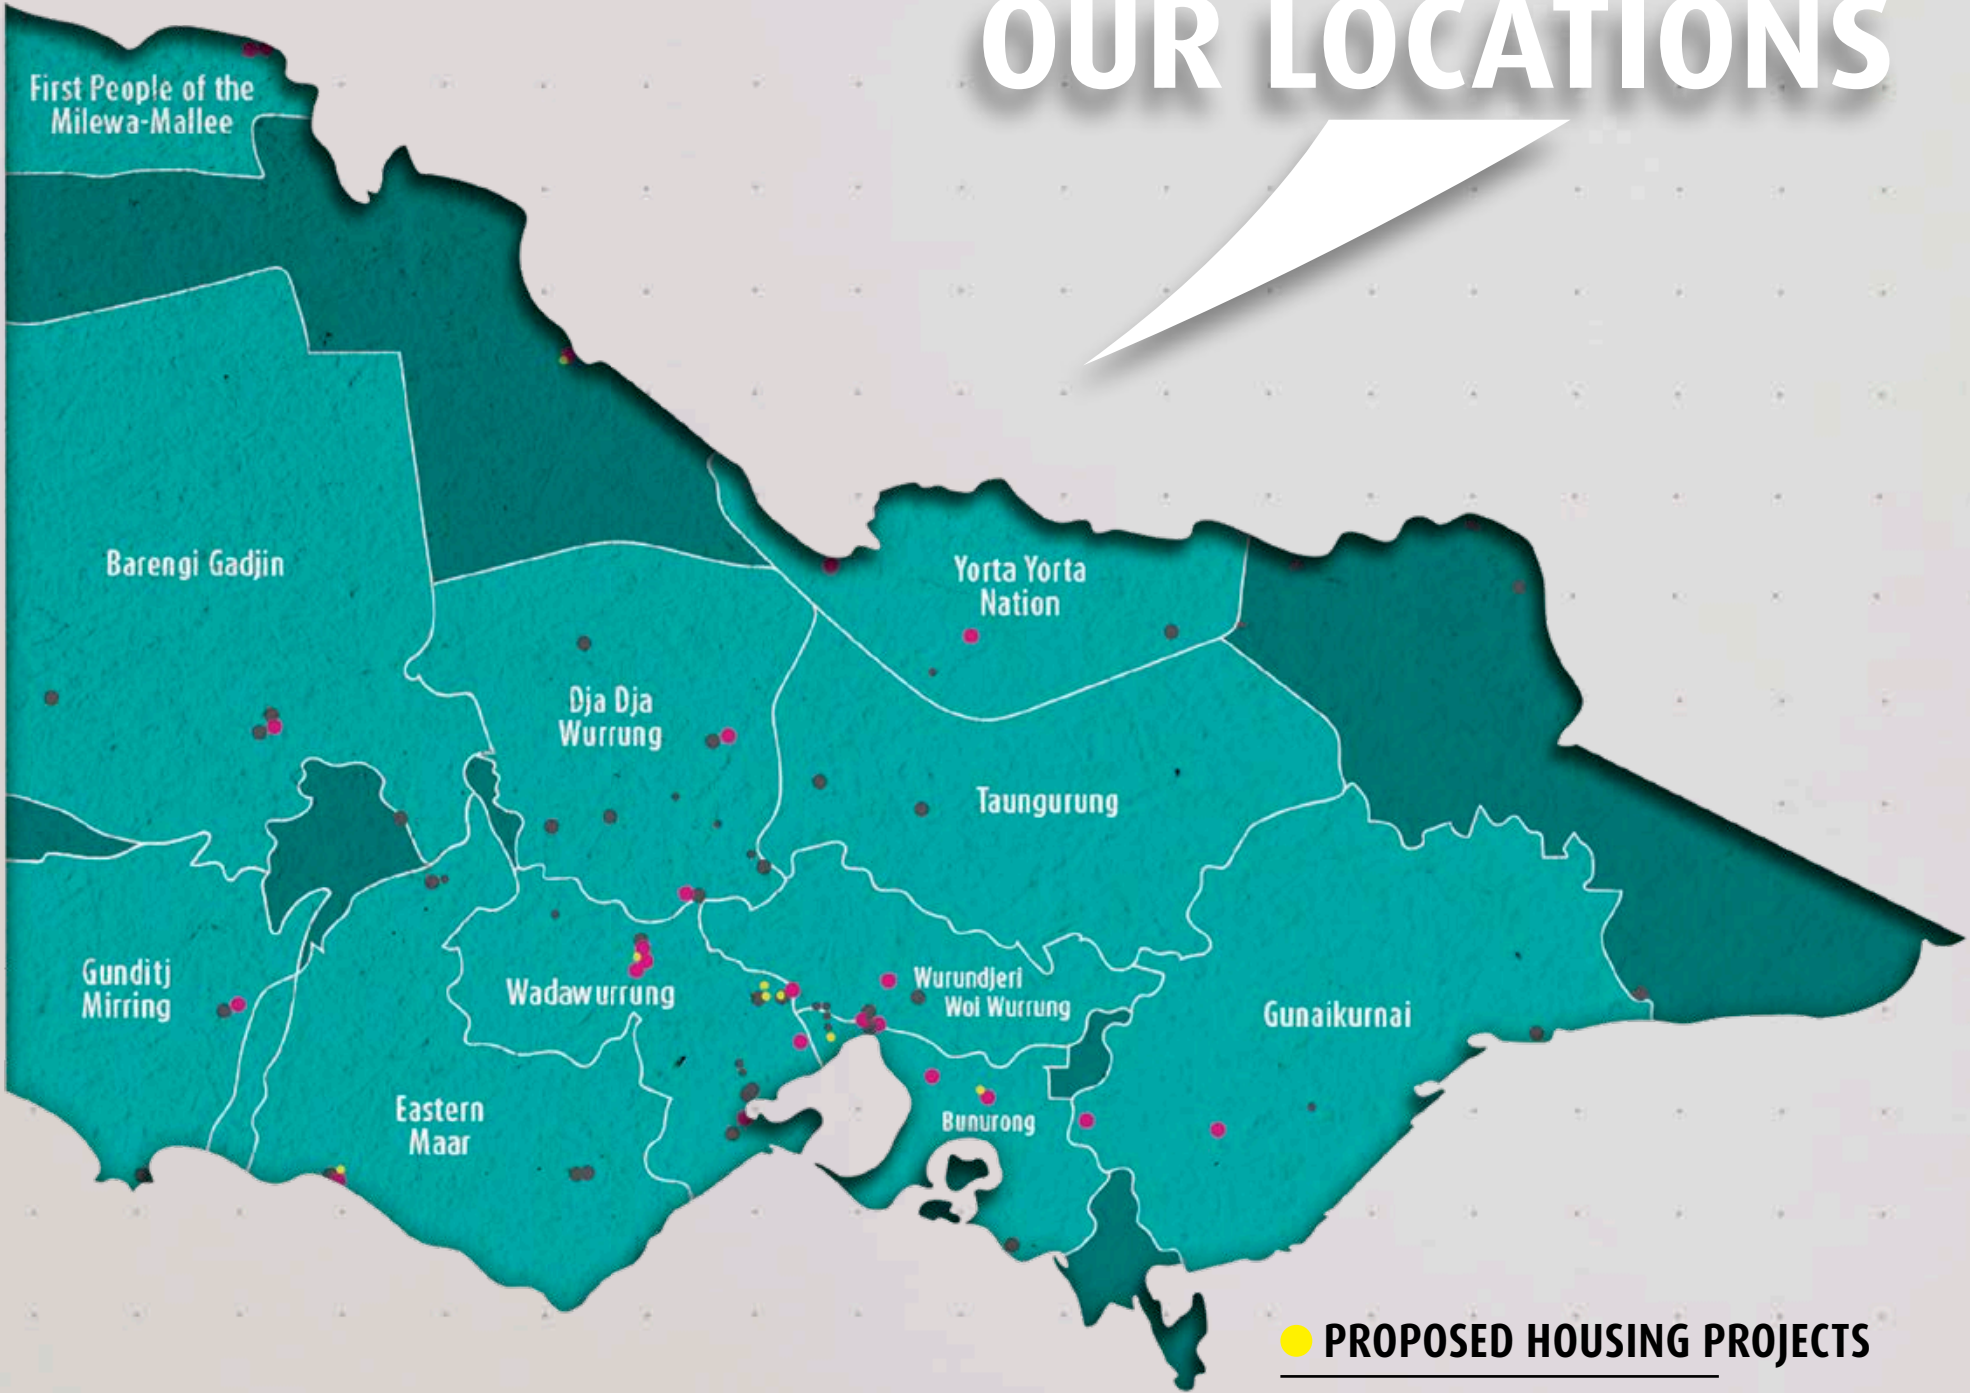 OUR LOCATIONS
First People of the
Milewa-Mallee
Barengi Gadjin
Yorta Yorta
Nation
Dja Dja
Wurrung
Taungurung
Gunditj
Mirring
Wadawurrung
Wurundjeri
Woi Wurrung
Gunaikurnai
Eastern
Maar
Bunurong
PROPOSED HOUSING PROJECTS